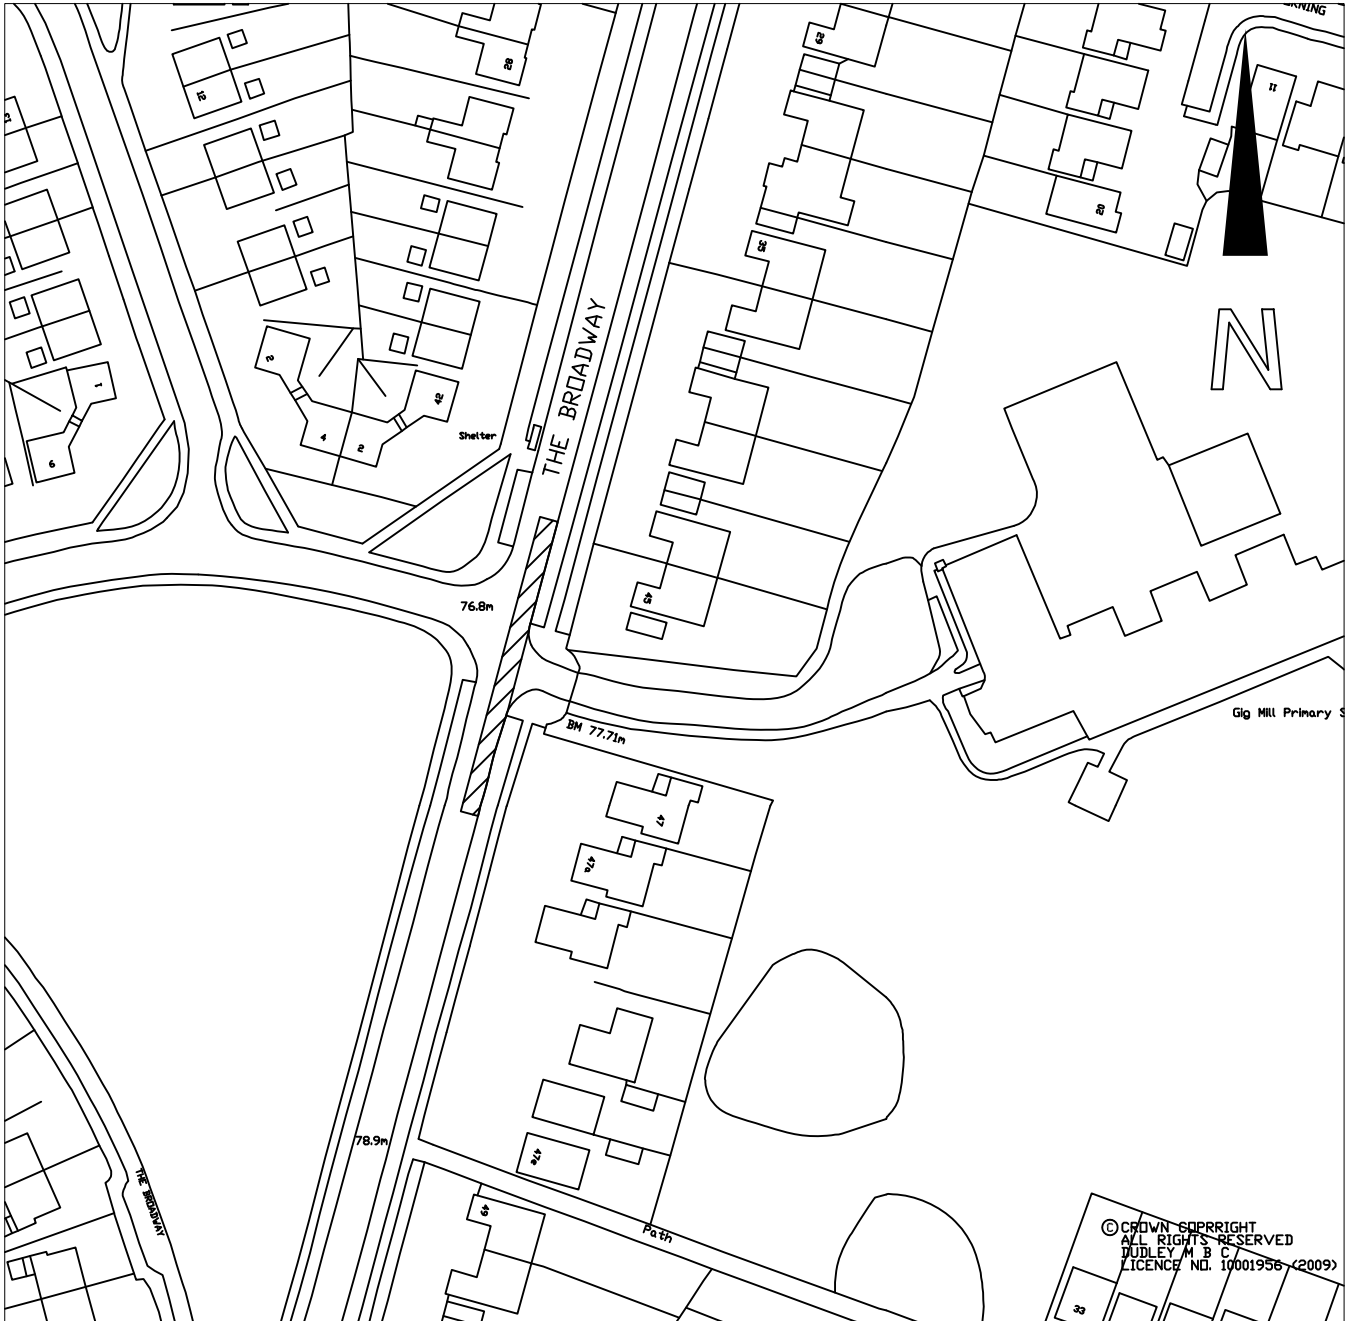 29
28
12
11
20
35
THE BROADWAY
N
2
1
42
4
2
6
Shelter
45
76.8m
BM 77.71m
Gig Mill Primary
47
47a
78.9m
47e
THE BROADWAY
49
Path
© CROWN COPRRIGHT
ALL RIGHTS RESERVED
DUDLEY M B C
LICENCE NO. 10001956 (2009)
33